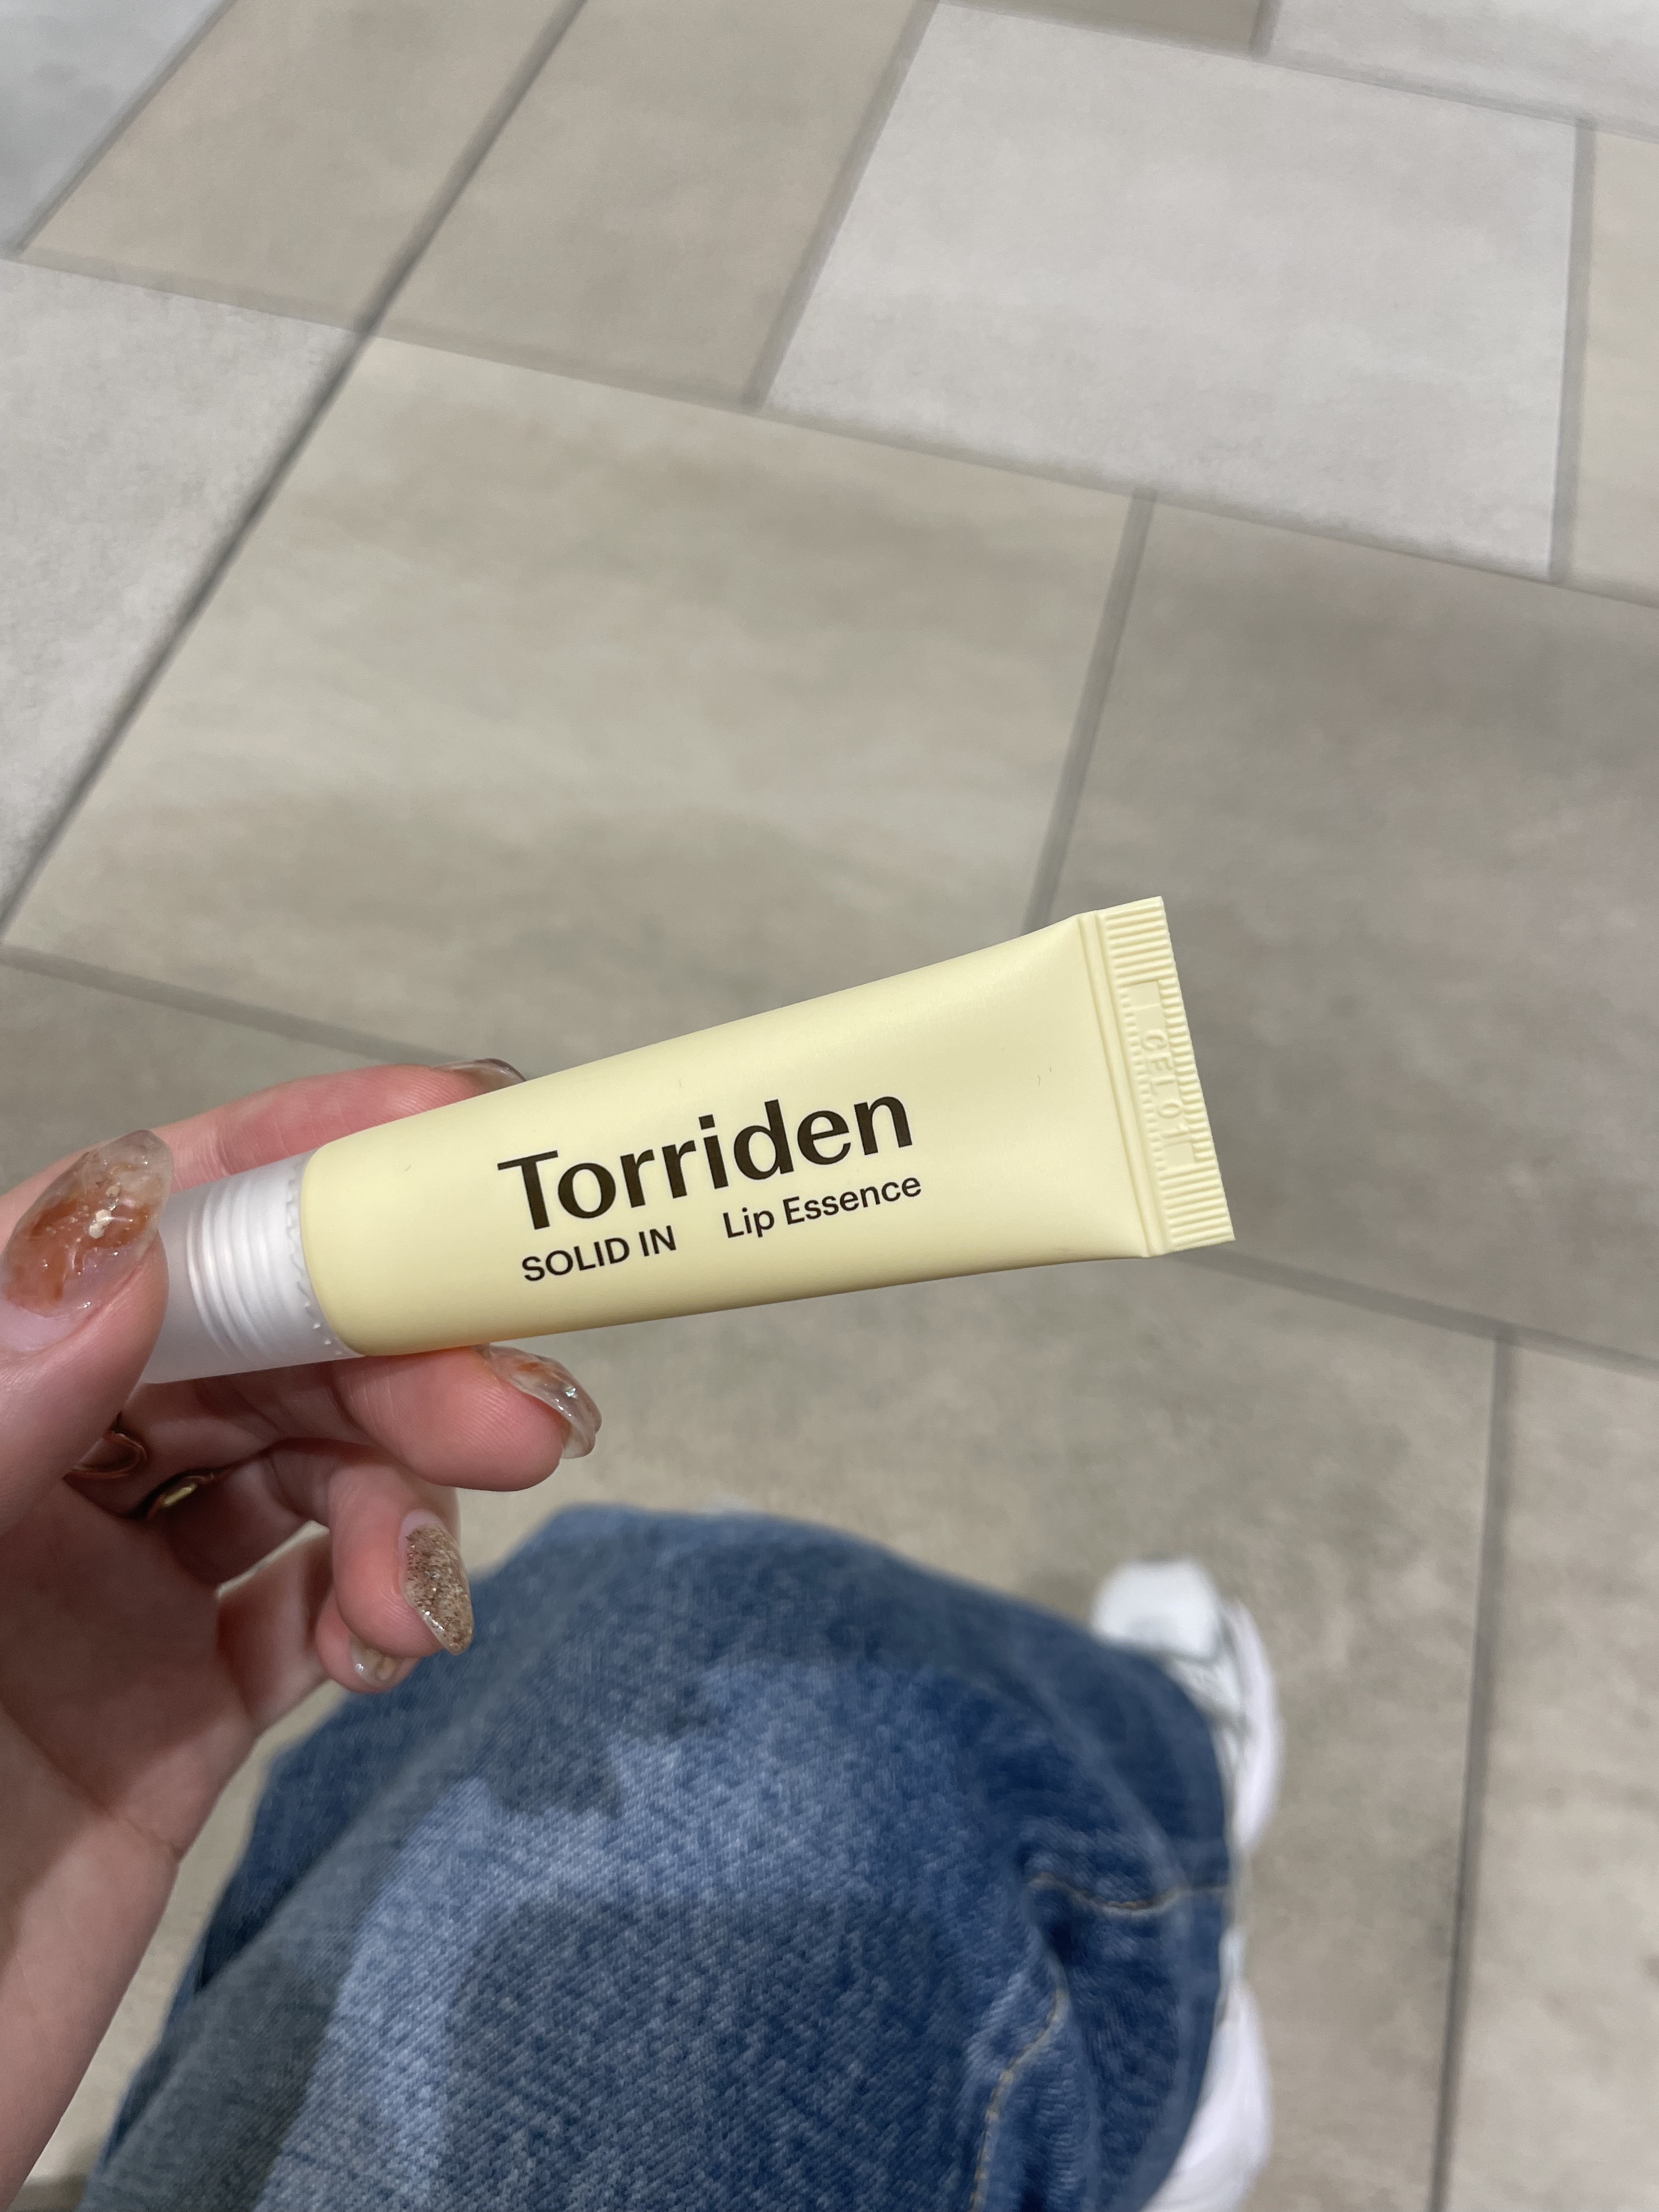 Torriden
SOLID IN Lip Essence